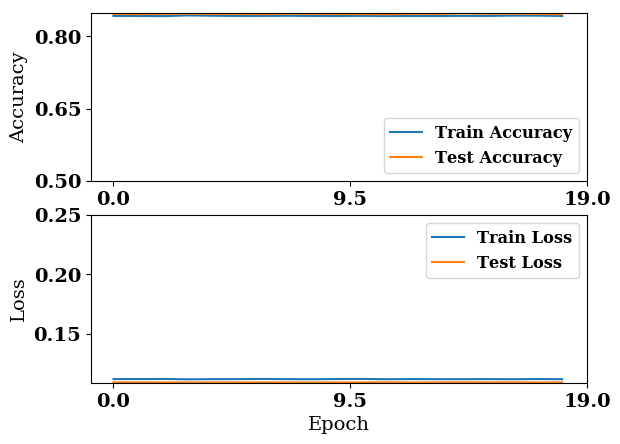 0.80
Accuracy
0.65
Train Accuracy
Test Accuracy
0.50
0.0 9.5 19.0
0.25
Train Loss
Test Loss
0.20
Loss
0.15
0.0 9.5 19.0
Epoch